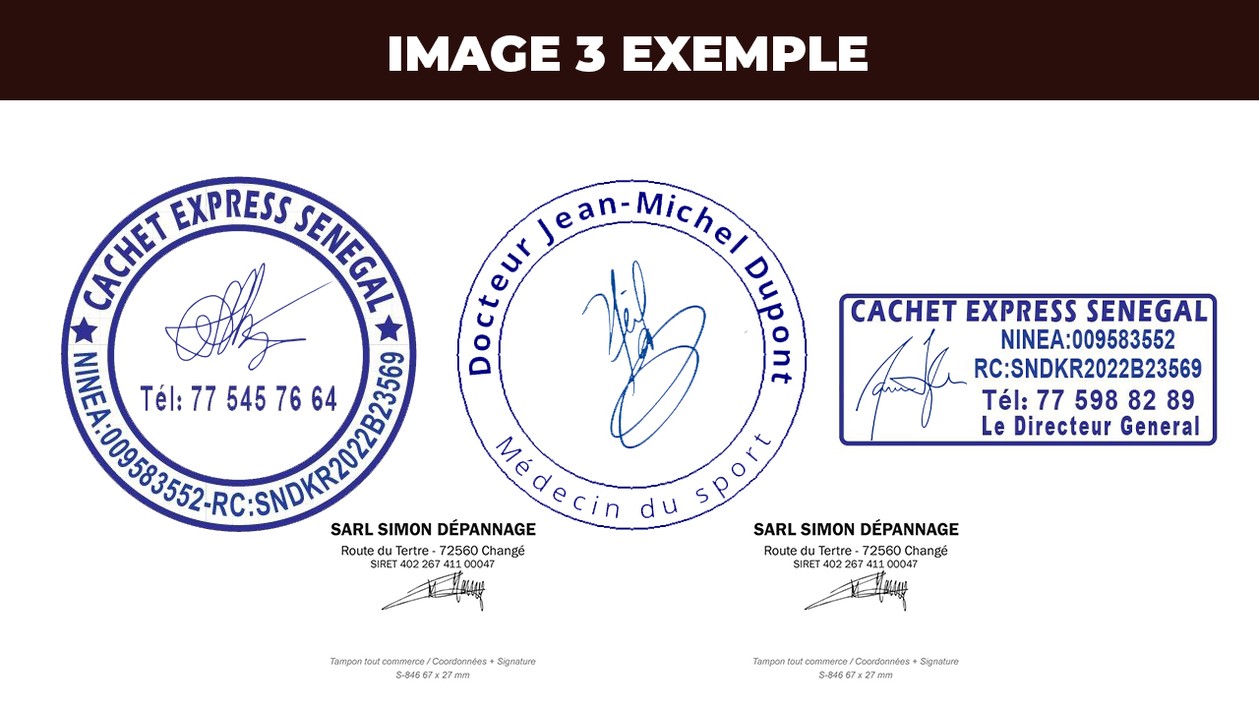 IMAGE 3 EXEMPLE
CACHET EXPRESS SENEGAL
Tél: 77 545 76 64
NINEA:009583552-RC:SNDKR2022B23569
Docteur Jean-Michel Dupont
Médecin du sport
CACHET EXPRESS SENEGAL
NINEA:009583552
RC:SNDKR2022B23569
Tél: 77 598 82 89
Le Directeur General
SARL SIMON DÉPANNAGE
Route du Tertre - 72560 Changé
SIRET 402 267 411 00047
Tampon tout commerce / Coordonnées + Signature
S-846 67 x 27 mm
SARL SIMON DÉPANNAGE
Route du Tertre - 72560 Changé
SIRET 402 267 411 00047
Tampon tout commerce / Coordonnées + Signature
S-846 67 x 27 mm